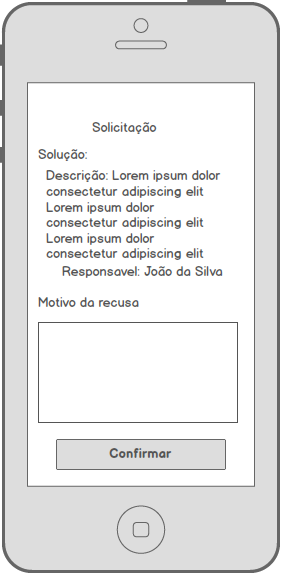 Solicitação
Solução:
Descrição: Lorem ipsum dolor
consectetur adipiscing elit
Lorem ipsum dolor
consectetur adipiscing elit
Lorem ipsum dolor
consectetur adipiscing elit
Responsavel: João da Silva
Motivo da recusa
Confirmar